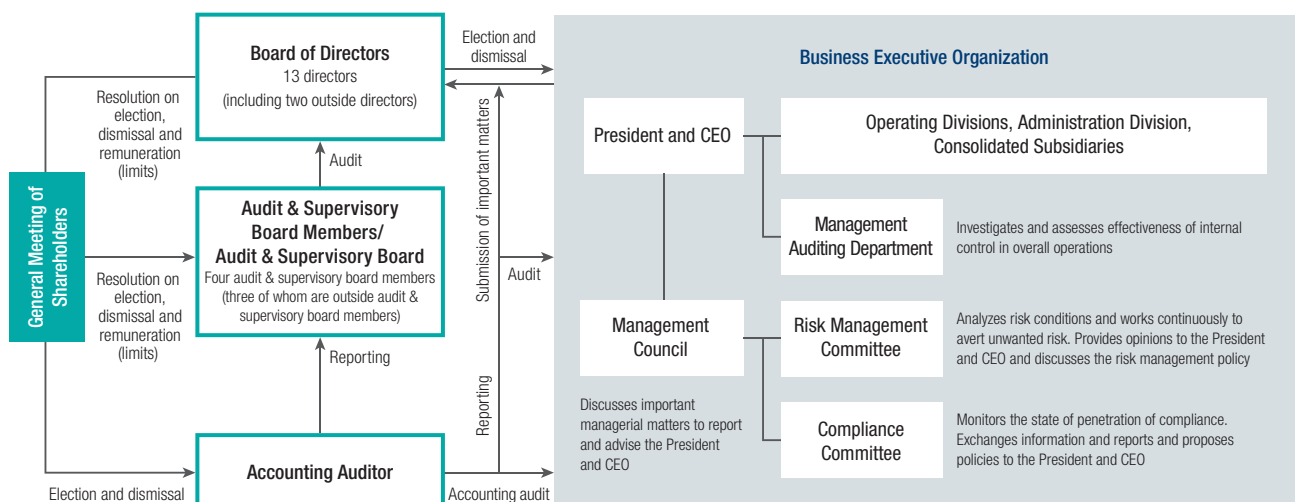 General Meeting of
Shareholders
Resolution on
election,
dismissal and
remuneration
(limits)
Resolution on
election,
dismissal and
remuneration
(limits)
Election and dismissal
Board of Directors
13 directors
(including two outside directors)
Audit
Audit & Supervisory
Board Members/
Audit & Supervisory Board
Four audit & supervisory board members
(three of whom are outside audit &
supervisory board members)
Reporting
Accounting Auditor
Election and
dismissal
Submission of important matters
Audit
Reporting
Accounting audit
Business Executive Organization
President and CEO
Operating Divisions, Administration Division,
Consolidated Subsidiaries
Management
Auditing Department
Investigates and assesses effectiveness of internal
control in overall operations
Management
Council
Discusses important
managerial matters to report
and advise the President
and CEO
Risk Management
Committee
Analyzes risk conditions and works continuously to
avert unwanted risk. Provides opinions to the President
and CEO and discusses the risk management policy
Compliance
Committee
Monitors the state of penetration of compliance.
Exchanges information and reports and proposes
policies to the President and CEO